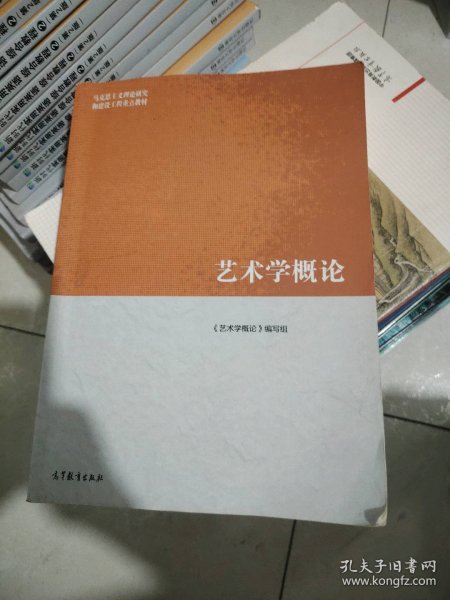 马克思主义理论研究
和建设工程重点教材
艺术学概论
《艺术学概论》编写组
高等教育出版社
孔夫子旧书网
www.kongfz.com